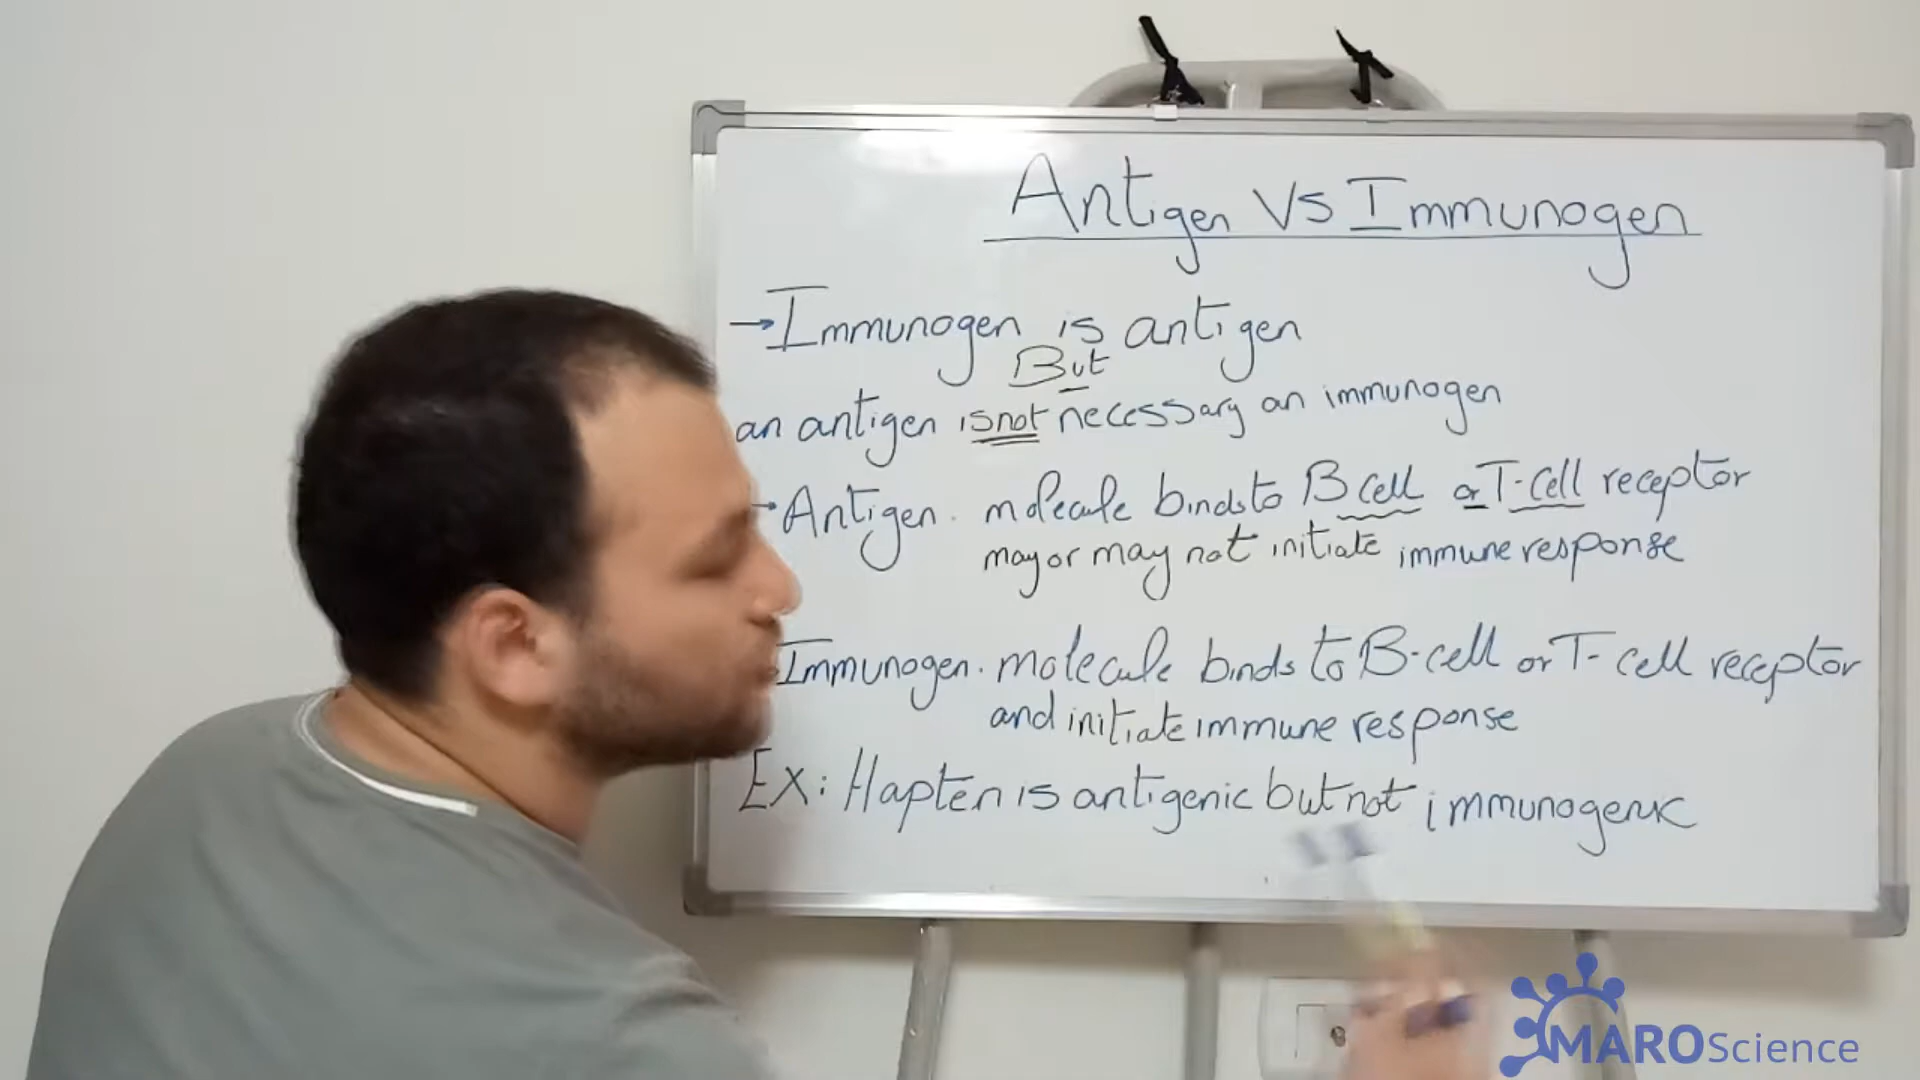 Antigen Vs Immunogen
→ Immunogen is antigen
But
an antigen is not necessary an immunogen
→ Antigen. molecule binds to B cell or T-cell receptor
may or may not initiate immune response
Immunogen. molecule binds to B-cell or T-cell receptor
and initiate immune response
Ex: Hapten is antigenic but not immunogenic
MAROScience